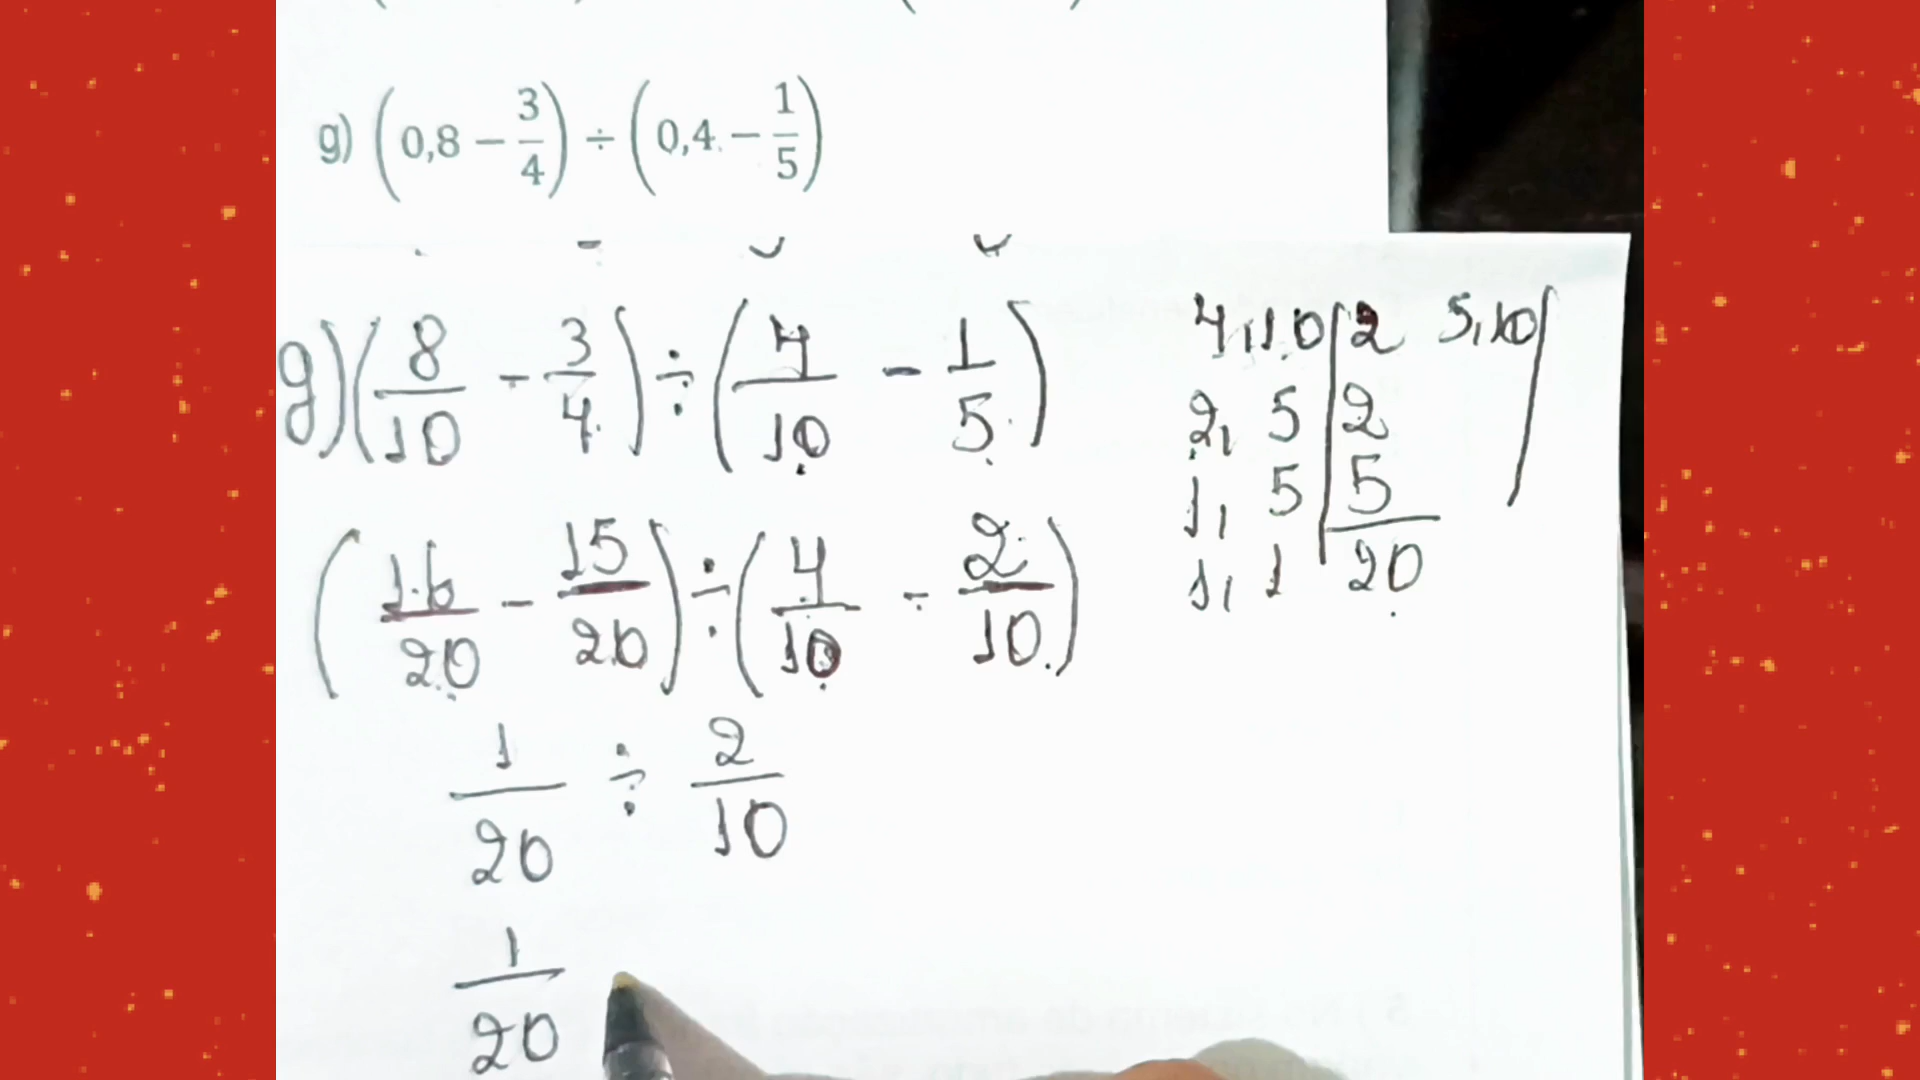 g) (0,8 − 3/4) ÷ (0,4 − 1/5)
g) (8/10 − 3/4) ÷ (4/10 − 1/5)
(16/20 − 15/20) ÷ (4/10 − 2/10)
1/20 ÷ 2/10
1/20
4,10 | 2
2, 5 | 2
1, 5 | 5
1, 1 20
5,10 |